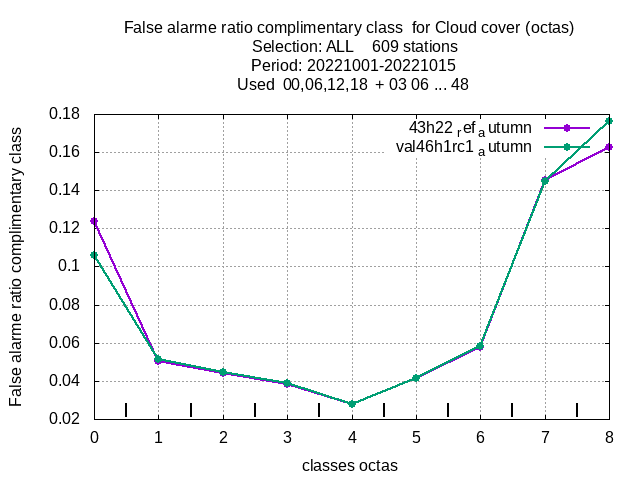 False alarme ratio complimentary class for Cloud cover (octas)
Selection: ALL 609 stations
Period: 20221001-20221015
Used 00,06,12,18 + 03 06 ... 48
43h22 refa utumn
val46h1rc1 a utumn
False alarme ratio complimentary class
0.18
0.16
0.14
0.12
0.1
0.08
0.06
0.04
0.02
0 1 2 3 4 5 6 7 8
classes octas